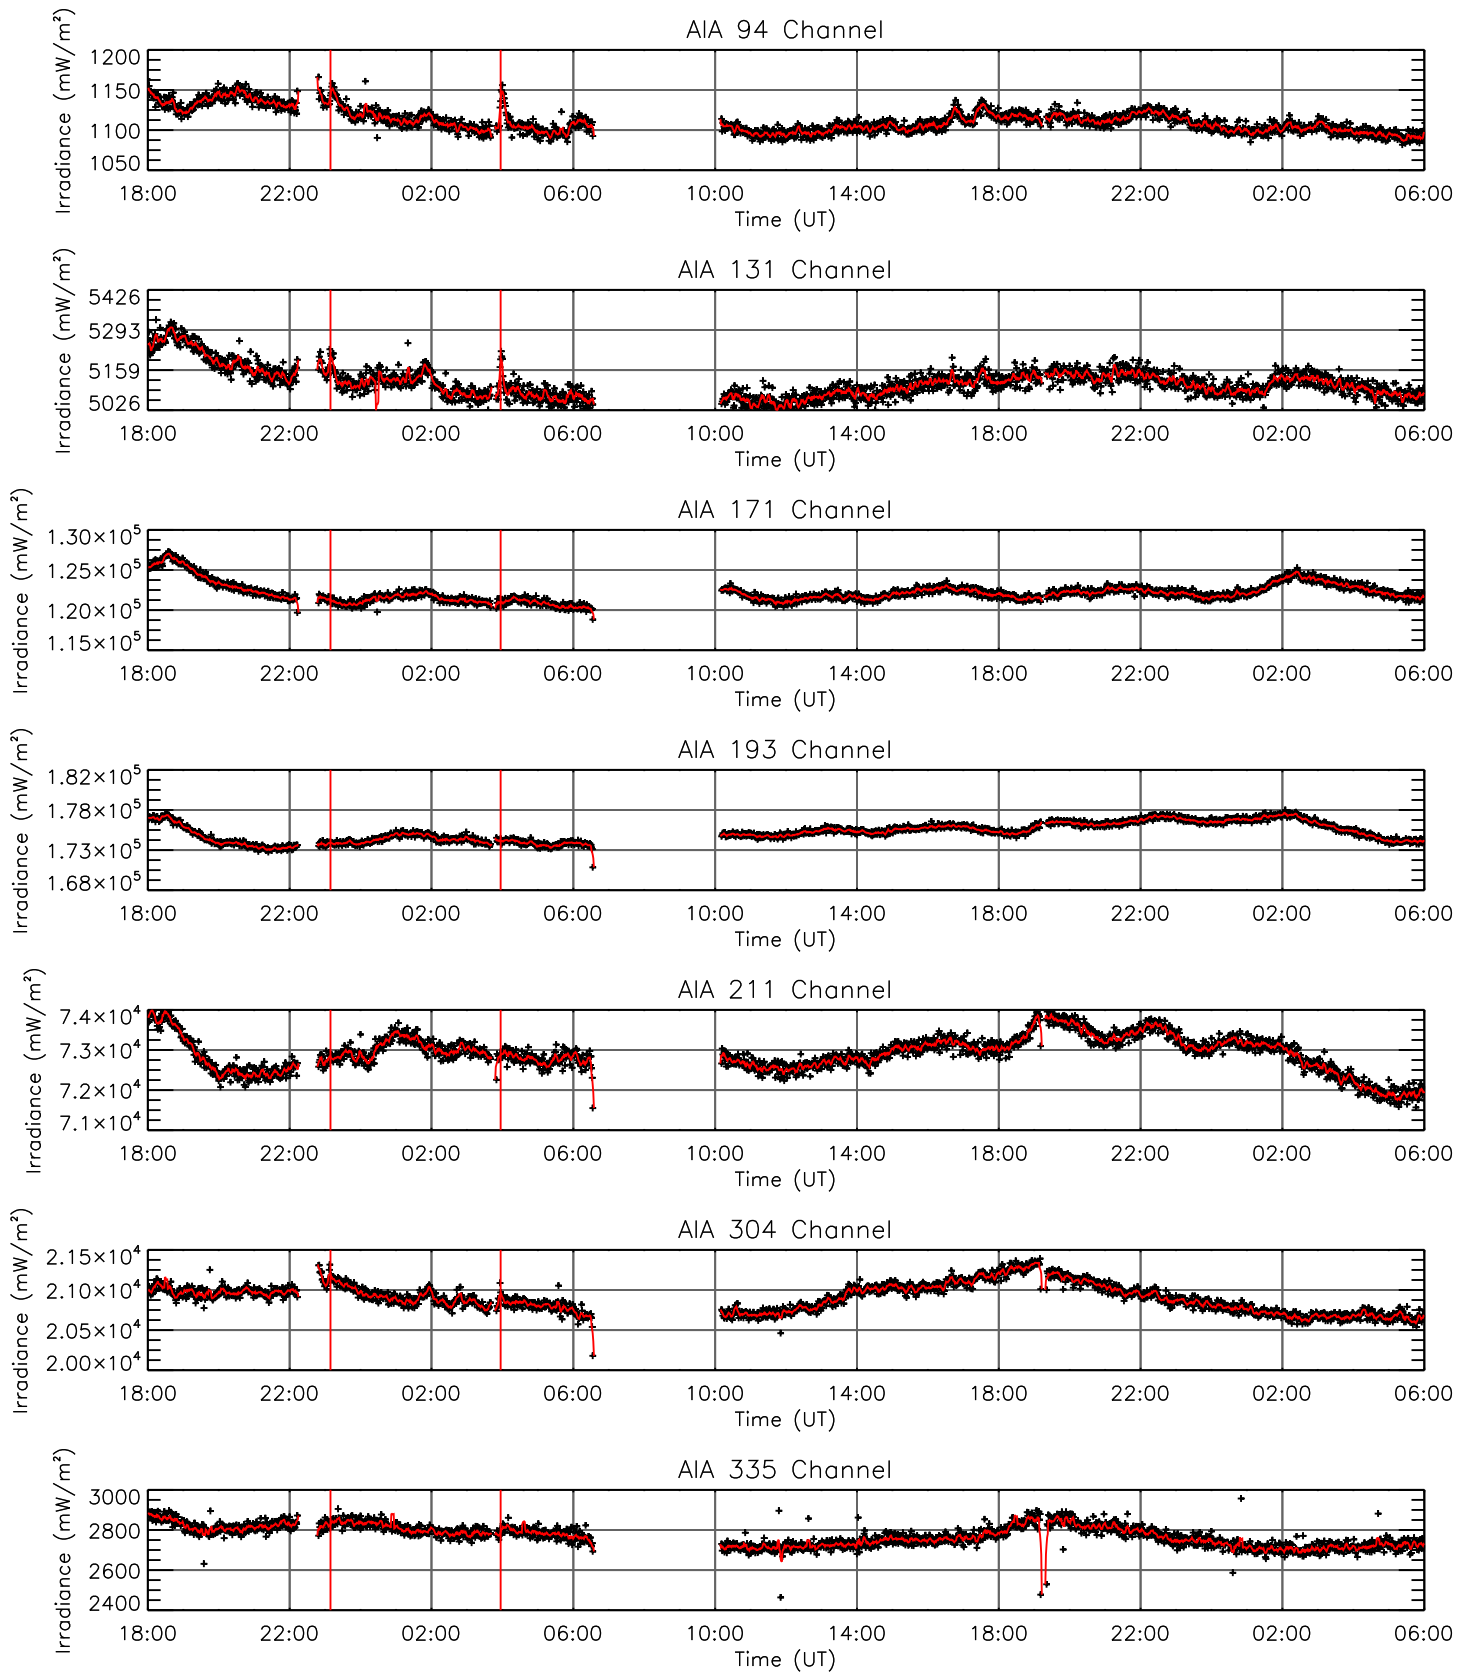 AIA 94 Channel
Irradiance (mW/m²)
1200
1150
1100
1050
18:00 22:00 02:00 06:00 10:00 14:00 18:00 22:00 02:00 06:00
Time (UT)
AIA 131 Channel
Irradiance (mW/m²)
5426
5293
5159
5026
18:00 22:00 02:00 06:00 10:00 14:00 18:00 22:00 02:00 06:00
Time (UT)
AIA 171 Channel
Irradiance (mW/m²)
1.30×10⁵
1.25×10⁵
1.20×10⁵
1.15×10⁵
18:00 22:00 02:00 06:00 10:00 14:00 18:00 22:00 02:00 06:00
Time (UT)
AIA 193 Channel
Irradiance (mW/m²)
1.82×10⁵
1.78×10⁵
1.73×10⁵
1.68×10⁵
18:00 22:00 02:00 06:00 10:00 14:00 18:00 22:00 02:00 06:00
Time (UT)
AIA 211 Channel
Irradiance (mW/m²)
7.4×10⁴
7.3×10⁴
7.2×10⁴
7.1×10⁴
18:00 22:00 02:00 06:00 10:00 14:00 18:00 22:00 02:00 06:00
Time (UT)
AIA 304 Channel
Irradiance (mW/m²)
2.15×10⁴
2.10×10⁴
2.05×10⁴
2.00×10⁴
18:00 22:00 02:00 06:00 10:00 14:00 18:00 22:00 02:00 06:00
Time (UT)
AIA 335 Channel
Irradiance (mW/m²)
3000
2800
2600
2400
18:00 22:00 02:00 06:00 10:00 14:00 18:00 22:00 02:00 06:00
Time (UT)